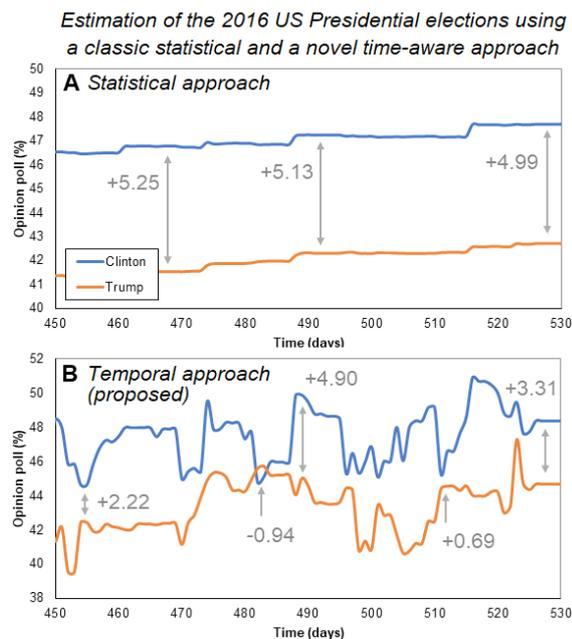 Estimation of the 2016 US Presidential elections using
a classic statistical and a novel time-aware approach
A Statistical approach
Opinion poll (%)
50
49
48
47
46
45
44
43
42
41
40
+5.25
+5.13
+4.99
Clinton
Trump
450 460 470 480 490 500 510 520 530
Time (days)
B Temporal approach
(proposed)
Opinion poll (%)
52
50
48
46
44
42
40
38
+4.90
+3.31
+2.22
-0.94
+0.69
450 460 470 480 490 500 510 520 530
Time (days)